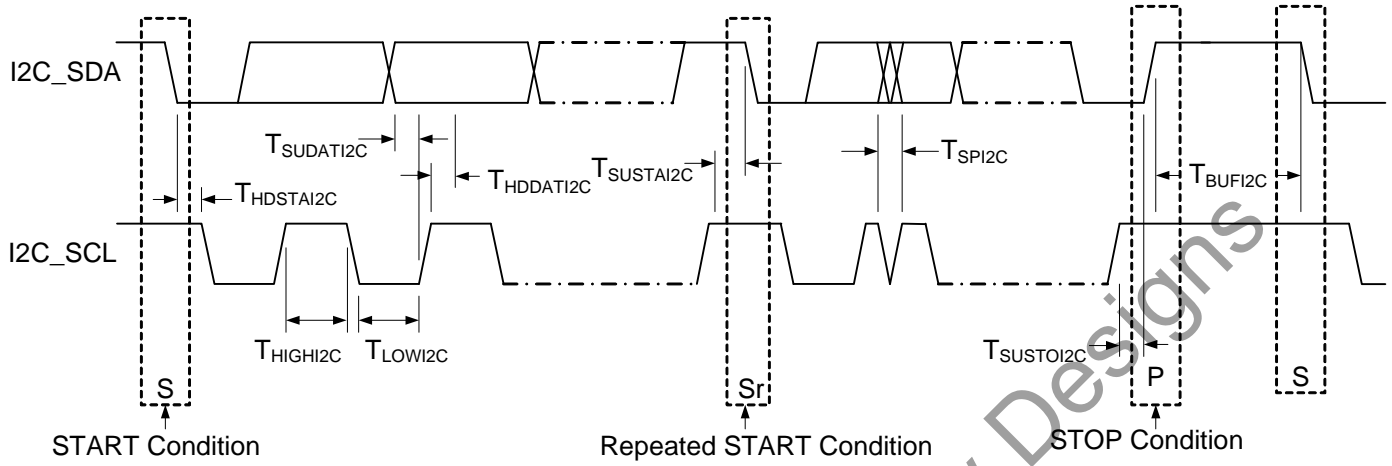 I2C_SDA
TSUDATI2C
THDDATI2C
TSUSTAI2C
TSPI2C
TBUFI2C
THDSTAI2C
I2C_SCL
THIGHI2C
TLOWI2C
TSUSTOI2C
S
Sr
P
S
START Condition
Repeated START Condition
STOP Condition
Designs